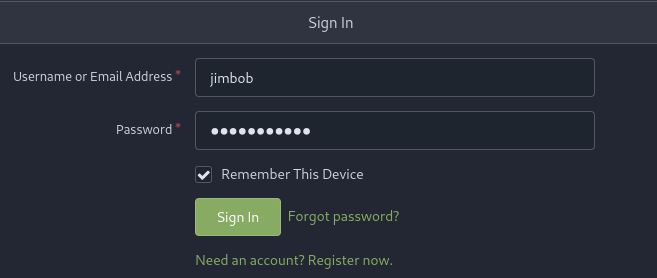 Sign In
Username or Email Address * jimbob
Password * ●●●●●●●●●●●
Remember This Device
Sign In Forgot password?
Need an account? Register now.